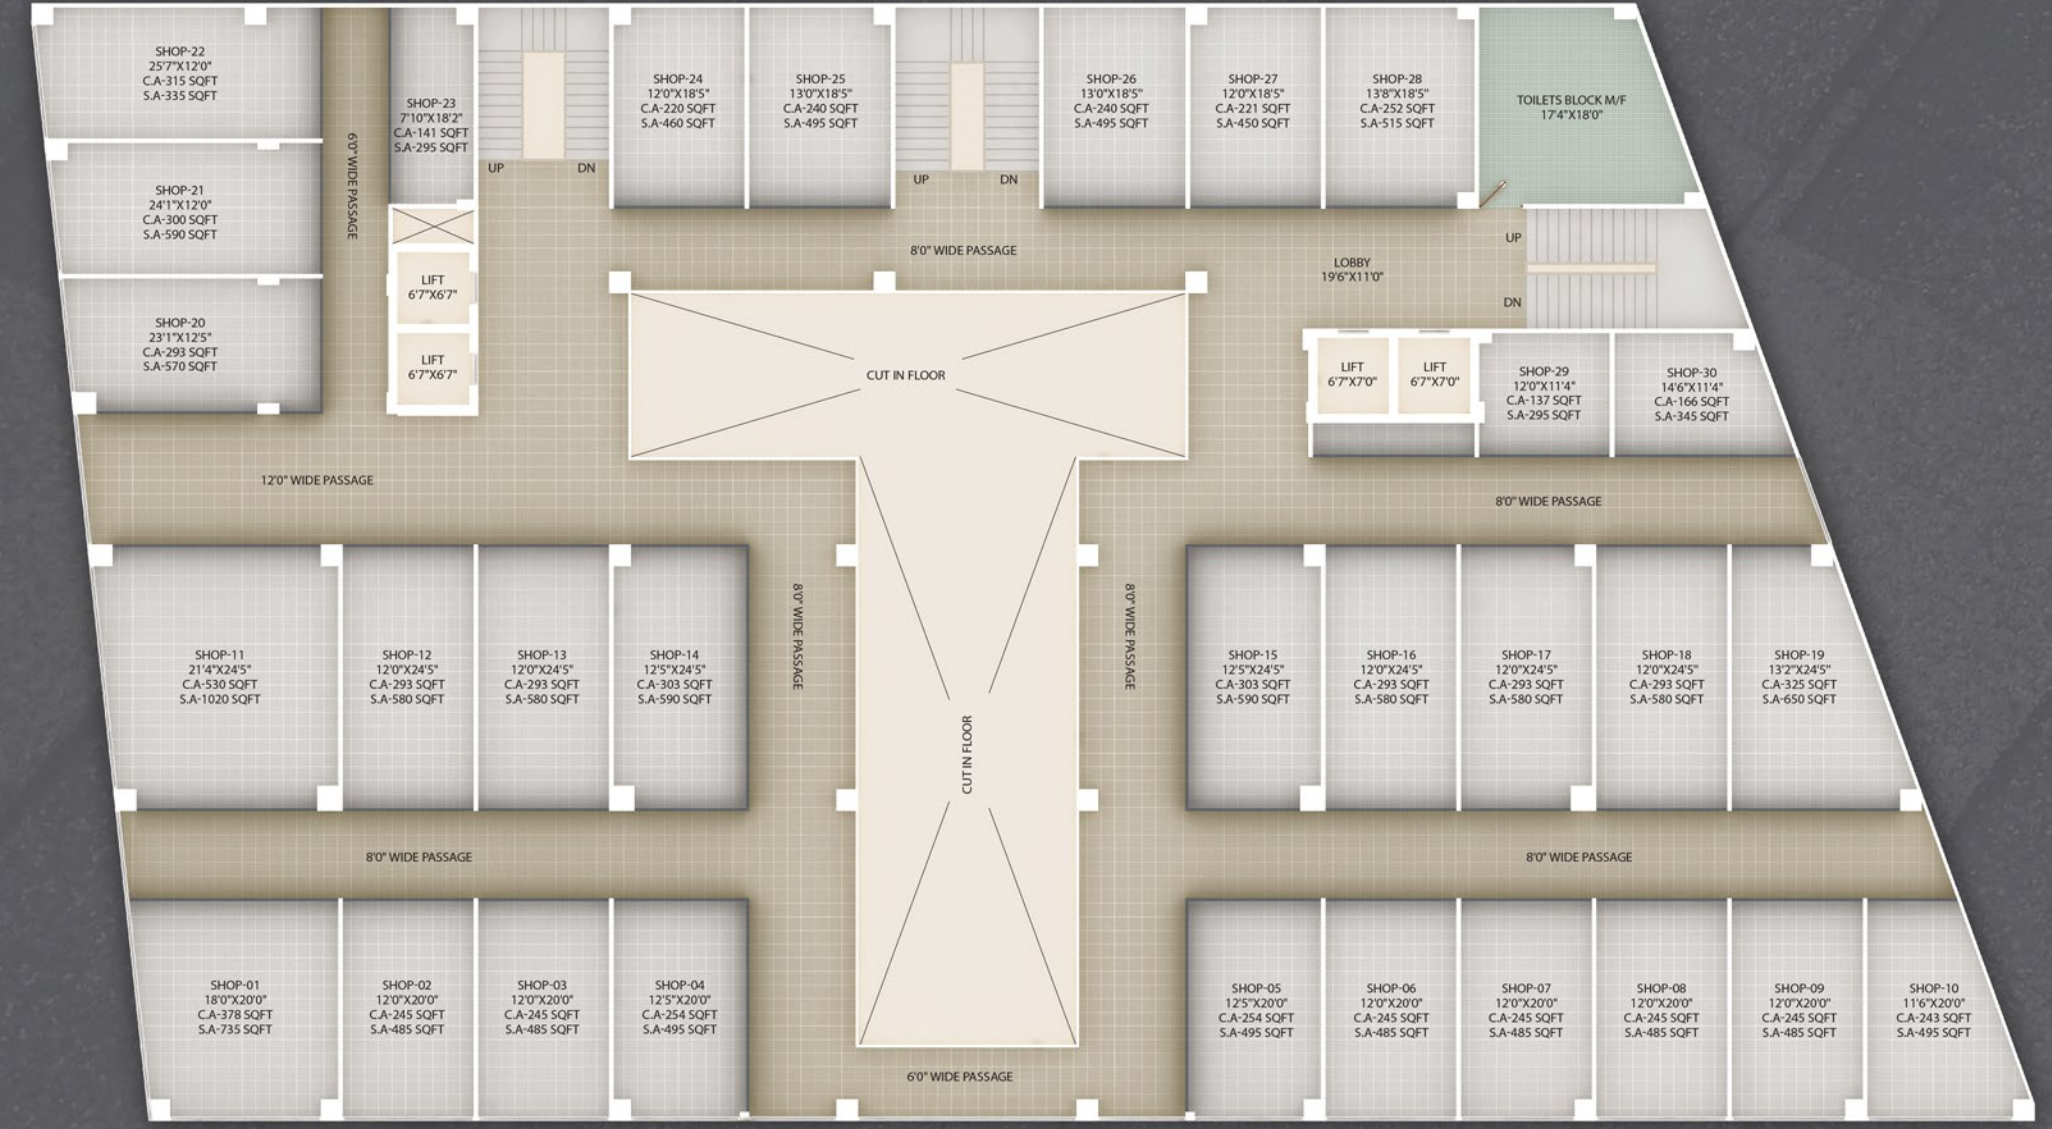 SHOP-22
25'7"X12'0"
C.A-315 SQFT
S.A-335 SQFT
6'0" WIDE PASSAGE
SHOP-23
7'10"X18'2"
C.A-141 SQFT
S.A-295 SQFT
UP
DN
SHOP-24
12'0"X18'5"
C.A-220 SQFT
S.A-460 SQFT
SHOP-25
13'0"X18'5"
C.A-240 SQFT
S.A-495 SQFT
UP
DN
SHOP-26
13'0"X18'5"
C.A-240 SQFT
S.A-495 SQFT
SHOP-27
12'0"X18'5"
C.A-221 SQFT
S.A-450 SQFT
SHOP-28
13'8"X18'5"
C.A-252 SQFT
S.A-515 SQFT
TOILETS BLOCK M/F
17'4"X18'0"
SHOP-21
24'1"X12'0"
C.A-300 SQFT
S.A-590 SQFT
8'0" WIDE PASSAGE
LOBBY
19'6"X11'0"
UP
DN
LIFT
6'7"X6'7"
LIFT
6'7"X6'7"
SHOP-20
23'1"X12'5"
C.A-293 SQFT
S.A-570 SQFT
CUT IN FLOOR
LIFT
6'7"X7'0"
LIFT
6'7"X7'0"
SHOP-29
12'0"X11'4"
C.A-137 SQFT
S.A-295 SQFT
SHOP-30
14'6"X11'4"
C.A-166 SQFT
S.A-345 SQFT
12'0" WIDE PASSAGE
8'0" WIDE PASSAGE
SHOP-11
21'4"X24'5"
C.A-530 SQFT
S.A-1020 SQFT
SHOP-12
12'0"X24'5"
C.A-293 SQFT
S.A-580 SQFT
SHOP-13
12'0"X24'5"
C.A-293 SQFT
S.A-580 SQFT
SHOP-14
12'5"X24'5"
C.A-303 SQFT
S.A-590 SQFT
8'0" WIDE PASSAGE
CUT IN FLOOR
8'0" WIDE PASSAGE
SHOP-15
12'5"X24'5"
C.A-303 SQFT
S.A-590 SQFT
SHOP-16
12'0"X24'5"
C.A-293 SQFT
S.A-580 SQFT
SHOP-17
12'0"X24'5"
C.A-293 SQFT
S.A-580 SQFT
SHOP-18
12'0"X24'5"
C.A-293 SQFT
S.A-580 SQFT
SHOP-19
13'2"X24'5"
C.A-325 SQFT
S.A-650 SQFT
8'0" WIDE PASSAGE
8'0" WIDE PASSAGE
SHOP-01
18'0"X20'0"
C.A-378 SQFT
S.A-735 SQFT
SHOP-02
12'0"X20'0"
C.A-245 SQFT
S.A-485 SQFT
SHOP-03
12'0"X20'0"
C.A-245 SQFT
S.A-485 SQFT
SHOP-04
12'5"X20'0"
C.A-254 SQFT
S.A-495 SQFT
6'0" WIDE PASSAGE
SHOP-05
12'5"X20'0"
C.A-254 SQFT
S.A-495 SQFT
SHOP-06
12'0"X20'0"
C.A-245 SQFT
S.A-485 SQFT
SHOP-07
12'0"X20'0"
C.A-245 SQFT
S.A-485 SQFT
SHOP-08
12'0"X20'0"
C.A-245 SQFT
S.A-485 SQFT
SHOP-09
12'0"X20'0"
C.A-245 SQFT
S.A-485 SQFT
SHOP-10
11'6"X20'0"
C.A-243 SQFT
S.A-495 SQFT